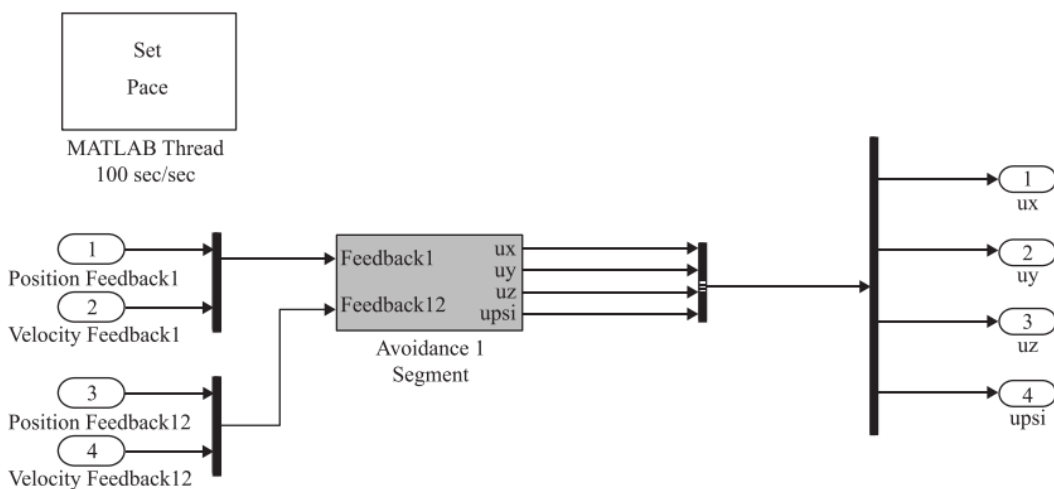 Set
Pace
MATLAB Thread
100 sec/sec
1
Position Feedback1
2
Velocity Feedback1
3
Position Feedback12
4
Velocity Feedback12
Feedback1
Feedback12
ux
uy
uz
upsi
Avoidance 1
Segment
1
ux
2
uy
3
uz
4
upsi